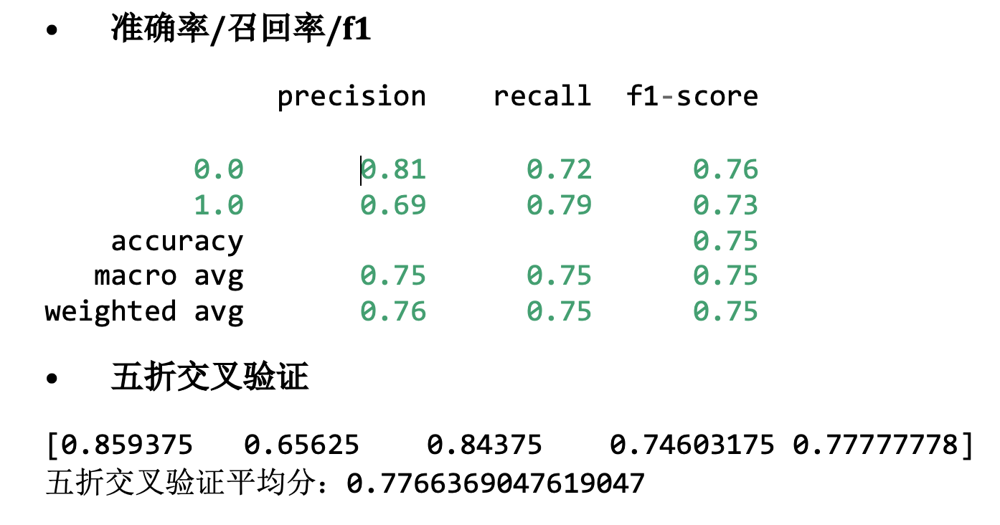 • 准确率/召回率/f1
precision recall f1-score
0.0 0.81 0.72 0.76
1.0 0.69 0.79 0.73
accuracy 0.75
macro avg 0.75 0.75 0.75
weighted avg 0.76 0.75 0.75
• 五折交叉验证
[0.859375 0.65625 0.84375 0.74603175 0.77777778]
五折交叉验证平均分：0.7766369047619047